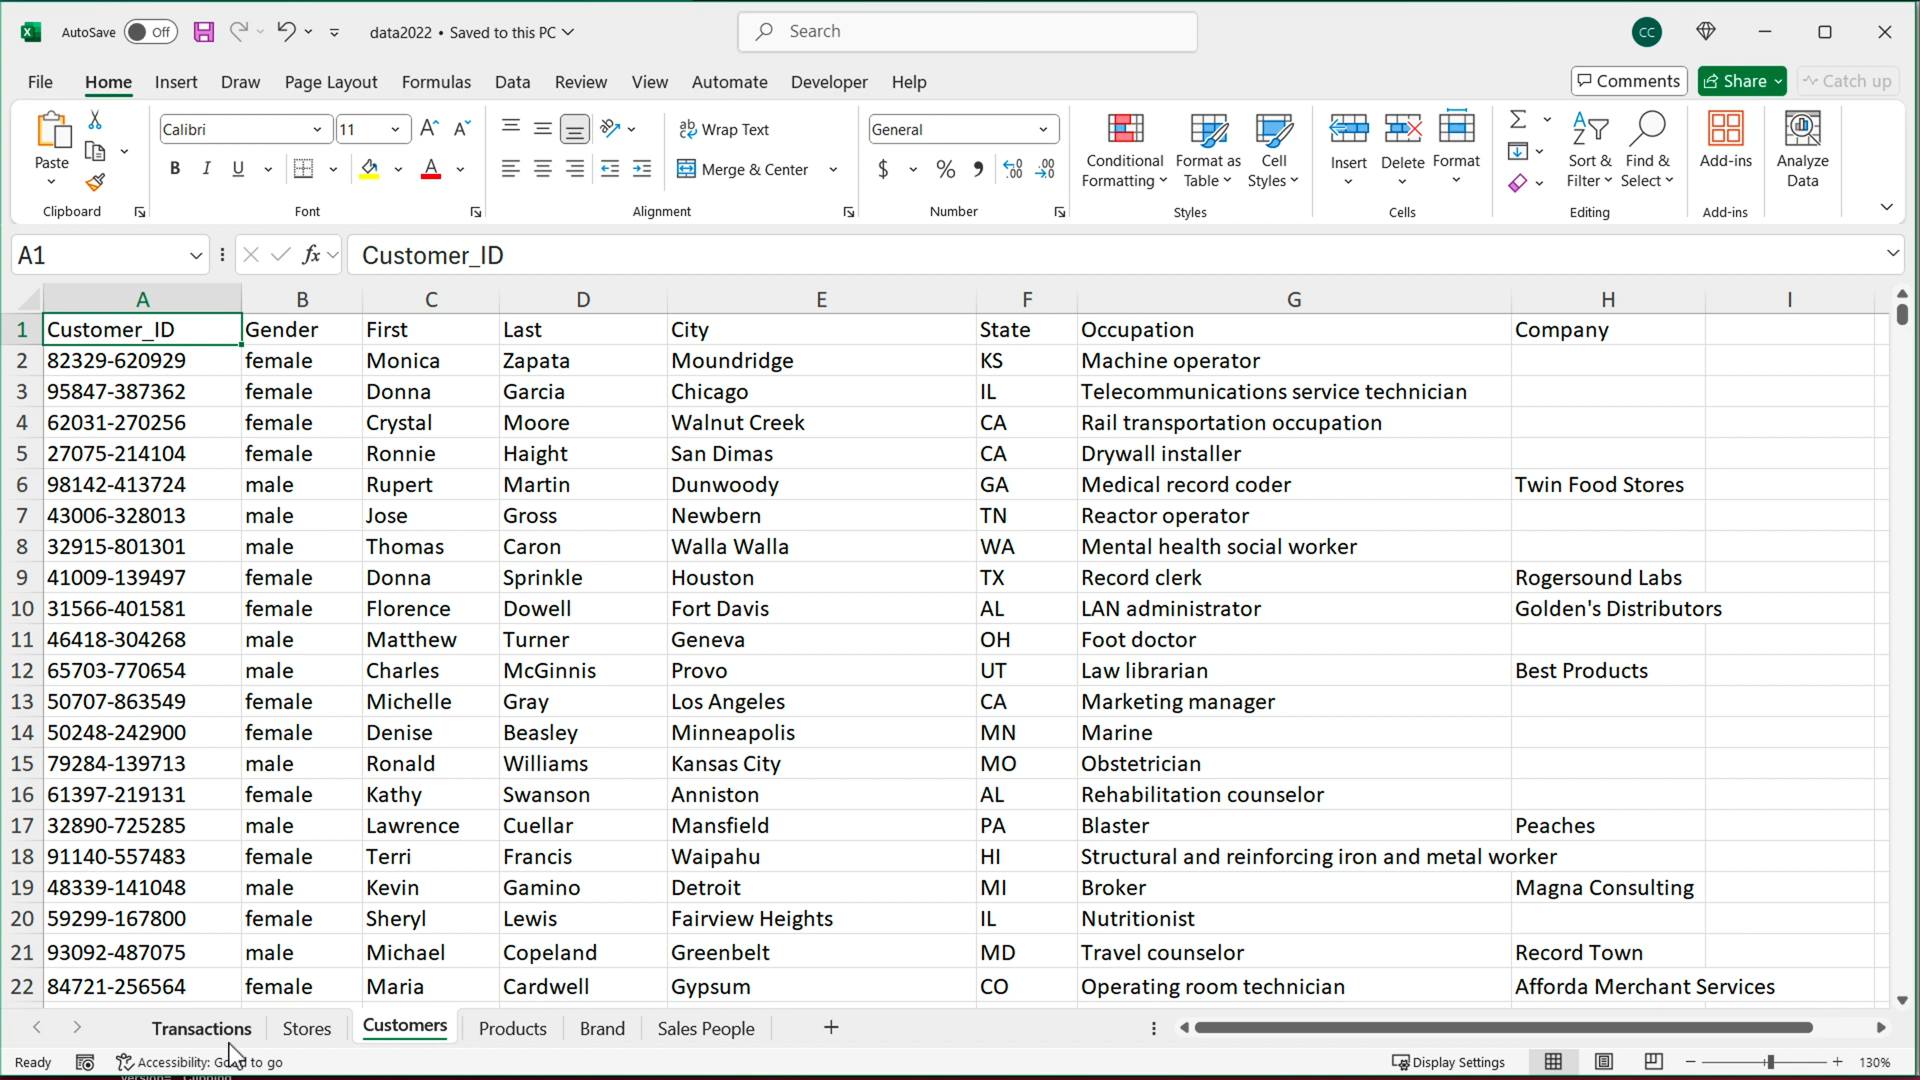 AutoSave Off data2022 • Saved to this PC Search CC
File Home Insert Draw Page Layout Formulas Data Review View Automate Developer Help Comments Share Catch up
Paste Calibri 11 Wrap Text General Conditional Formatting Format as Table Cell Styles Insert Delete Format Sort & Filter Find & Select Add-ins Analyze Data
B I U A Merge & Center $ % 9
Clipboard Font Alignment Number Styles Cells Editing Add-ins
A1 fx Customer_ID
A B C D E F G H I
1 Customer_ID Gender First Last City State Occupation Company
2 82329-620929 female Monica Zapata Moundridge KS Machine operator
3 95847-387362 female Donna Garcia Chicago IL Telecommunications service technician
4 62031-270256 female Crystal Moore Walnut Creek CA Rail transportation occupation
5 27075-214104 female Ronnie Haight San Dimas CA Drywall installer
6 98142-413724 male Rupert Martin Dunwoody GA Medical record coder Twin Food Stores
7 43006-328013 male Jose Gross Newbern TN Reactor operator
8 32915-801301 male Thomas Caron Walla Walla WA Mental health social worker
9 41009-139497 female Donna Sprinkle Houston TX Record clerk Rogersound Labs
10 31566-401581 female Florence Dowell Fort Davis AL LAN administrator Golden's Distributors
11 46418-304268 male Matthew Turner Geneva OH Foot doctor
12 65703-770654 male Charles McGinnis Provo UT Law librarian Best Products
13 50707-863549 female Michelle Gray Los Angeles CA Marketing manager
14 50248-242900 female Denise Beasley Minneapolis MN Marine
15 79284-139713 male Ronald Williams Kansas City MO Obstetrician
16 61397-219131 female Kathy Swanson Anniston AL Rehabilitation counselor
17 32890-725285 male Lawrence Cuellar Mansfield PA Blaster Peaches
18 91140-557483 female Terri Francis Waipahu HI Structural and reinforcing iron and metal worker
19 48339-141048 male Kevin Gamino Detroit MI Broker Magna Consulting
20 59299-167800 female Sheryl Lewis Fairview Heights IL Nutritionist
21 93092-487075 male Michael Copeland Greenbelt MD Travel counselor Record Town
22 84721-256564 female Maria Cardwell Gypsum CO Operating room technician Afforda Merchant Services
Transactions Stores Customers Products Brand Sales People
Ready Accessibility: Good to go Display Settings 130%